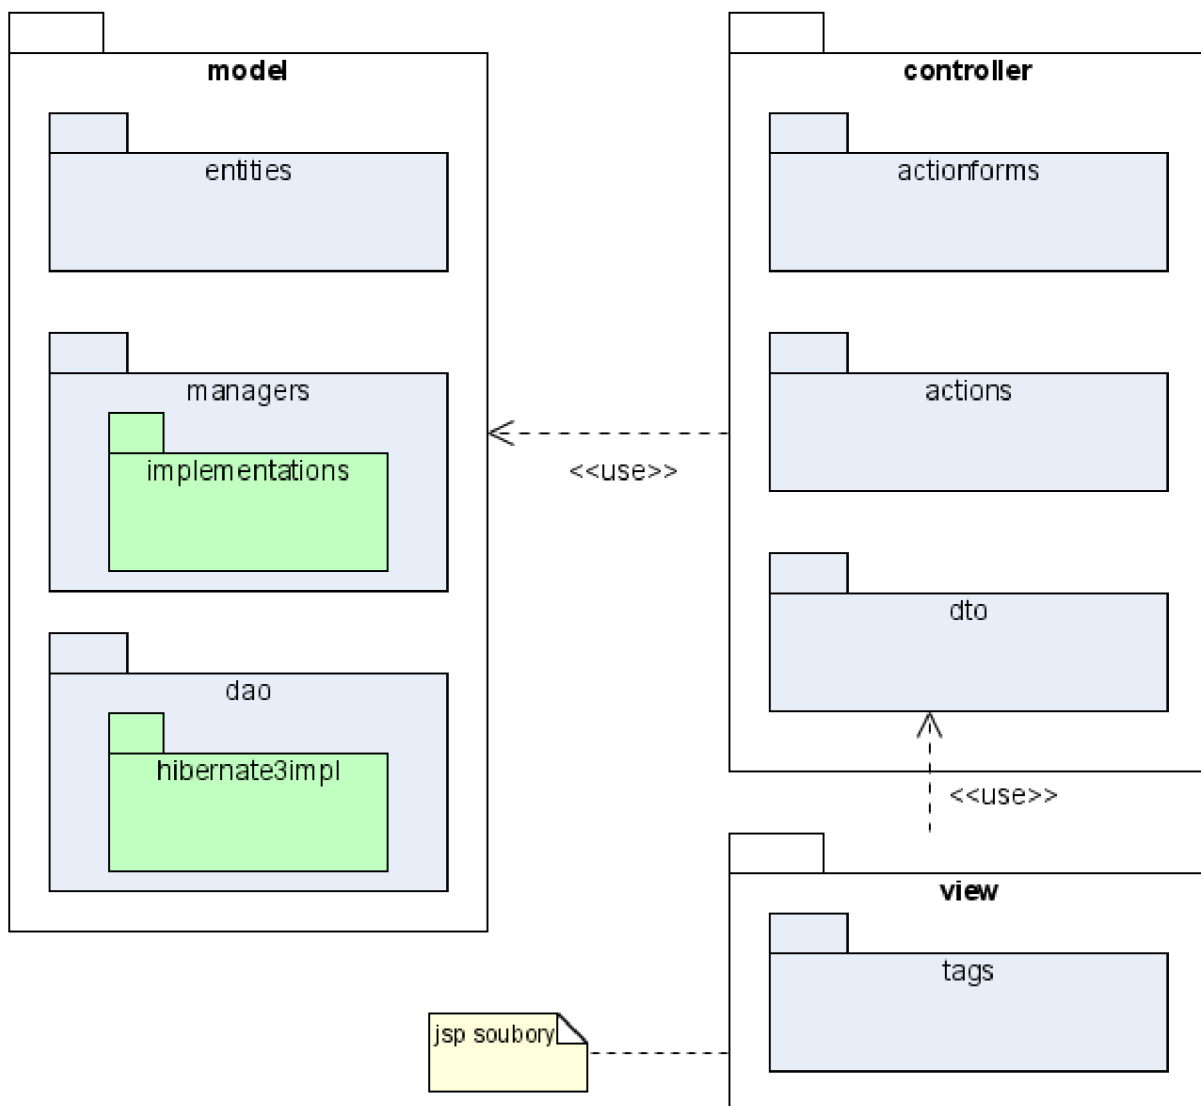 model
entities
managers
implementations
dao
hibernate3impl
<<use>>
controller
actionforms
actions
dto
<<use>>
view
tags
jsp soubory